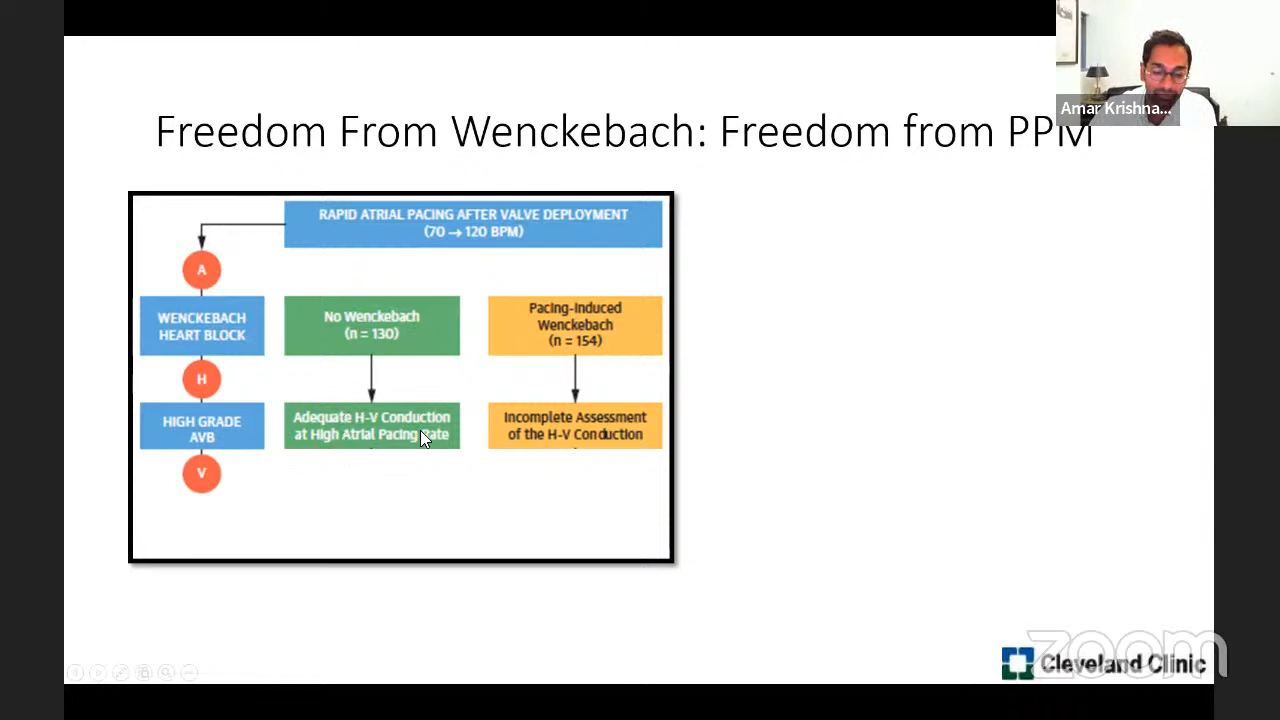 Amar Krishna...
Freedom From Wenckebach: Freedom from PPM
RAPID ATRIAL PACING AFTER VALVE DEPLOYMENT
(70 → 120 BPM)
A
WENCKEBACH
HEART BLOCK
No Wenckebach
(n = 130)
Pacing-Induced
Wenckebach
(n = 154)
H
HIGH GRADE
AVB
Adequate H-V Conduction
at High Atrial Pacing Rate
Incomplete Assessment
of the H-V Conduction
V
zoom
Cleveland Clinic